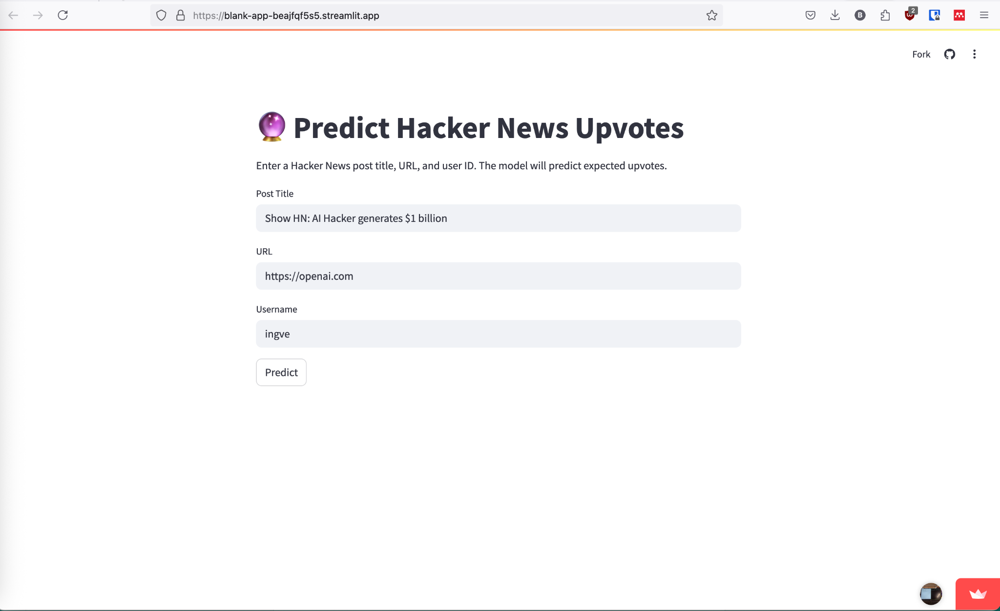 https://blank-app-beajfqf5s5.streamlit.app
B
2
Fork
Predict Hacker News Upvotes
Enter a Hacker News post title, URL, and user ID. The model will predict expected upvotes.
Post Title
Show HN: AI Hacker generates $1 billion
URL
https://openai.com
Username
ingve
Predict